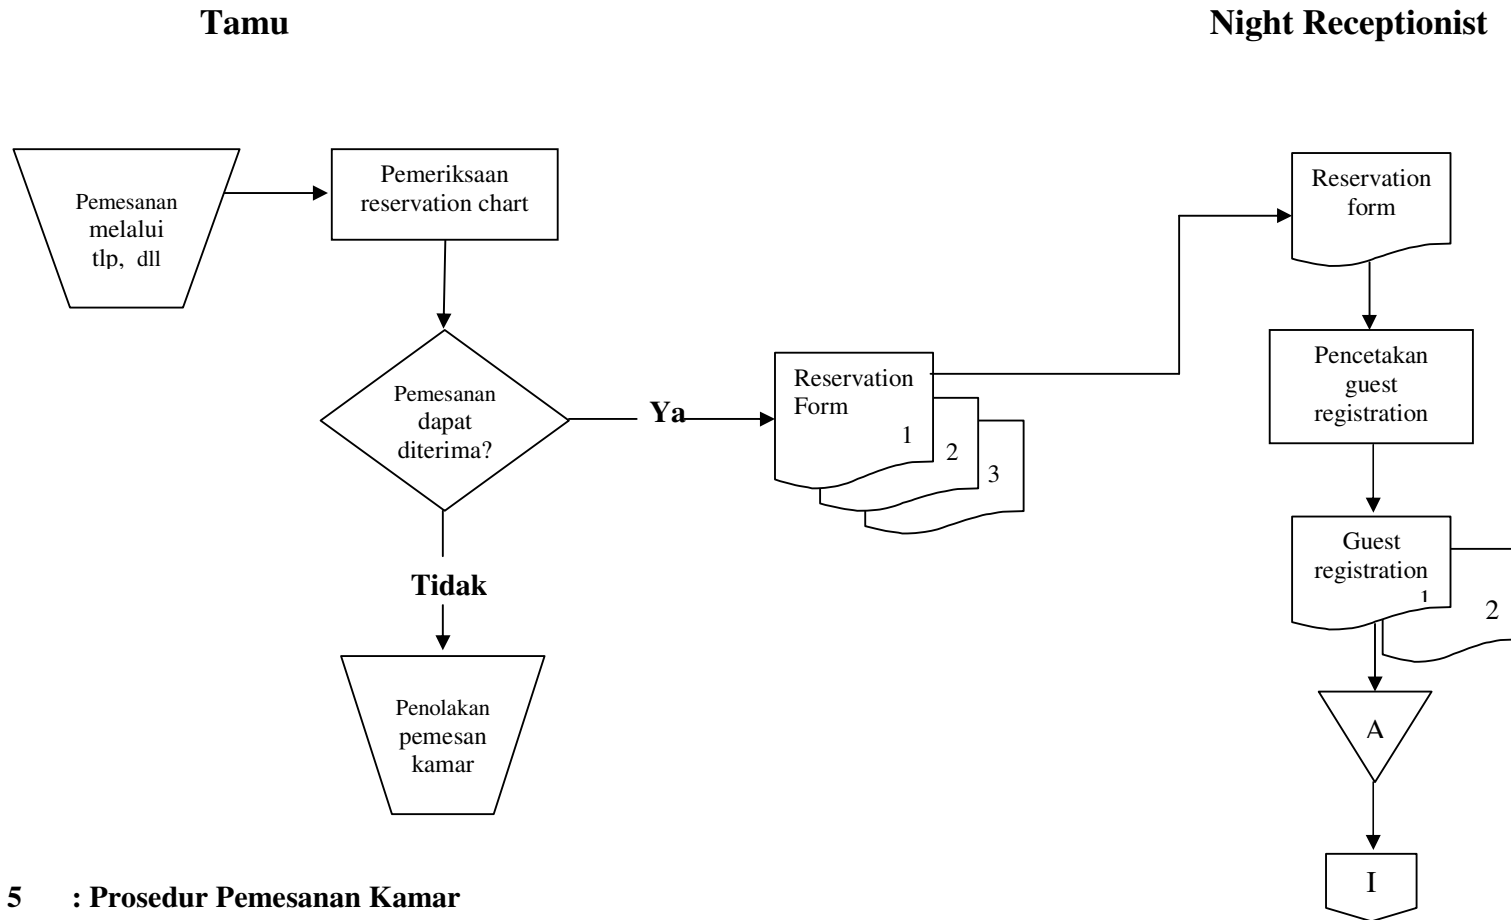 Tamu
Night Receptionist
Pemesanan
melalui
tlp, dll
Pemeriksaan
reservation chart
Pemesanan
dapat
diterima?
Ya
Tidak
Penolakan
pemesan
kamar
Reservation
Form
1
2
3
Reservation
form
Pencetakan
guest
registration
Guest
registration
1
2
A
I
5 : Prosedur Pemesanan Kamar